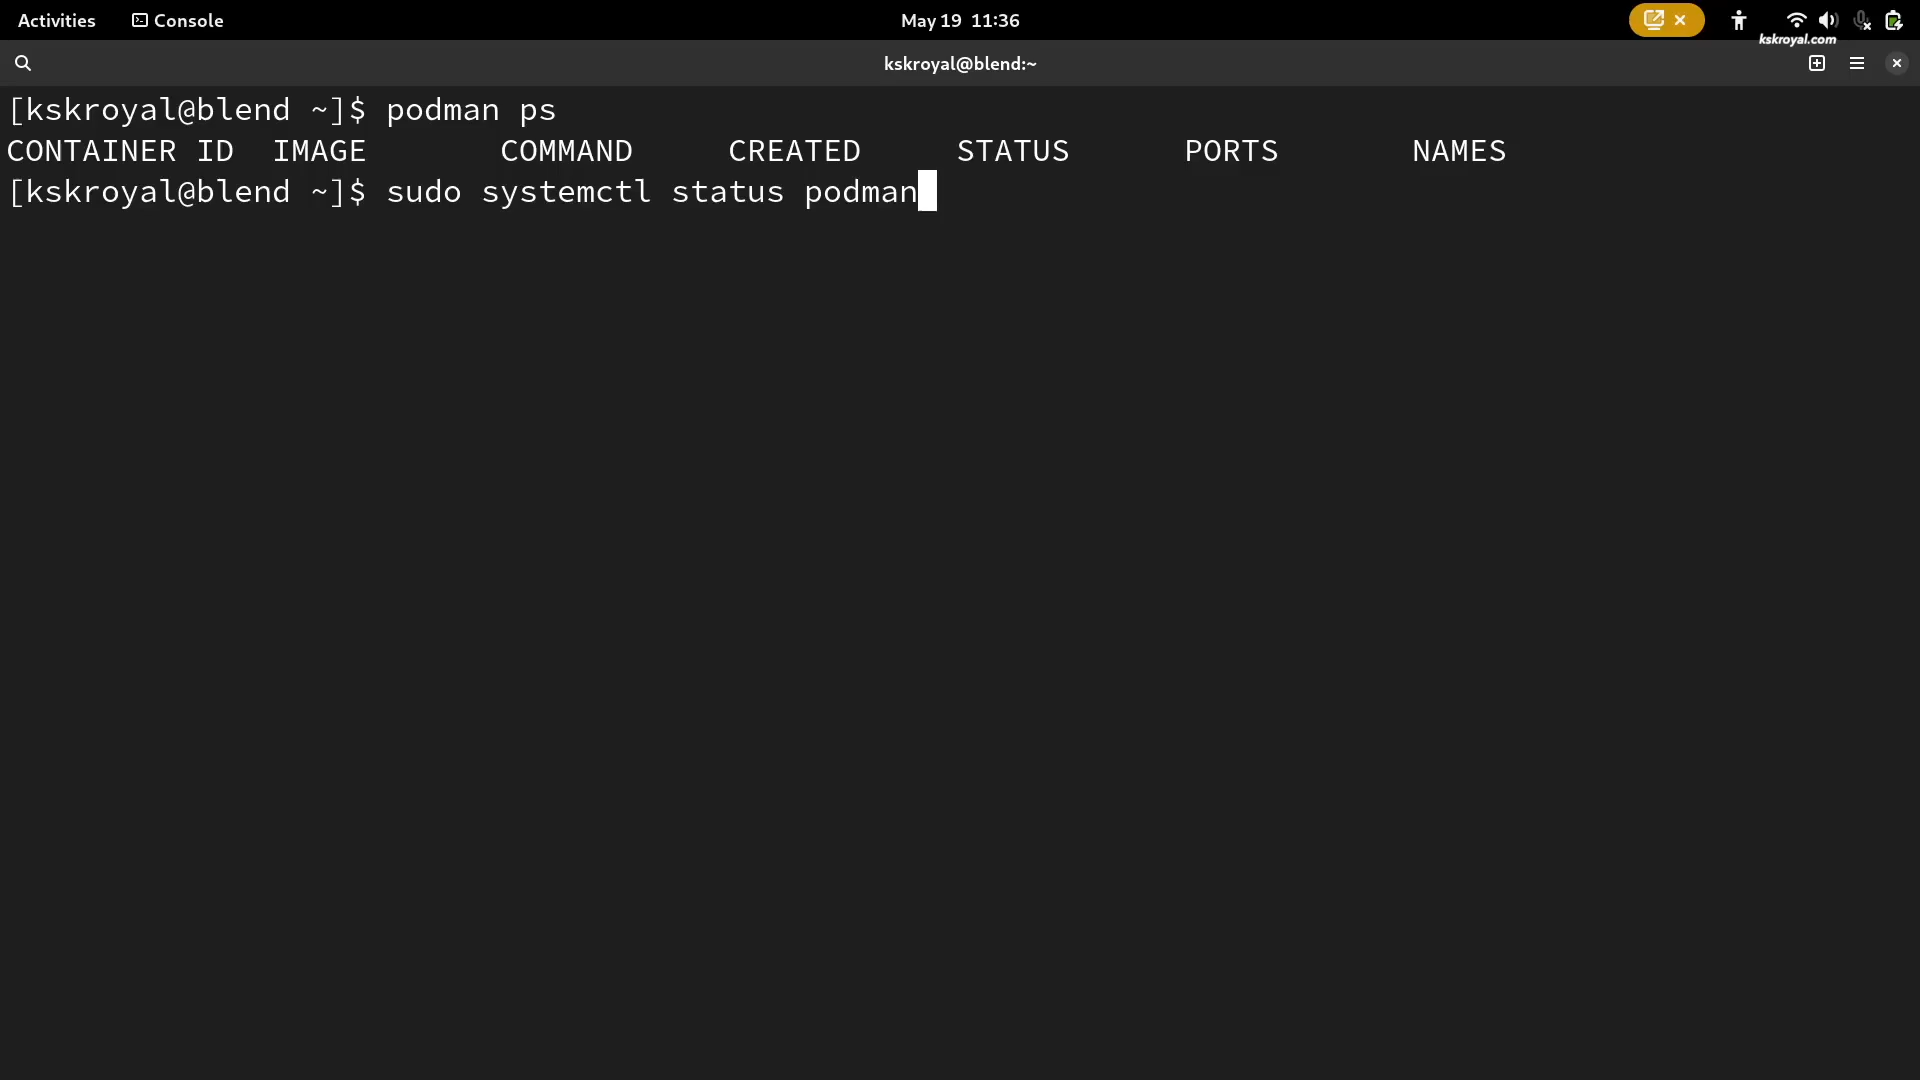 Activities Console May 19 11:36
kskroyal.com
kskroyal@blend:~
[kskroyal@blend ~]$ podman ps
CONTAINER ID IMAGE COMMAND CREATED STATUS PORTS NAMES
[kskroyal@blend ~]$ sudo systemctl status podman